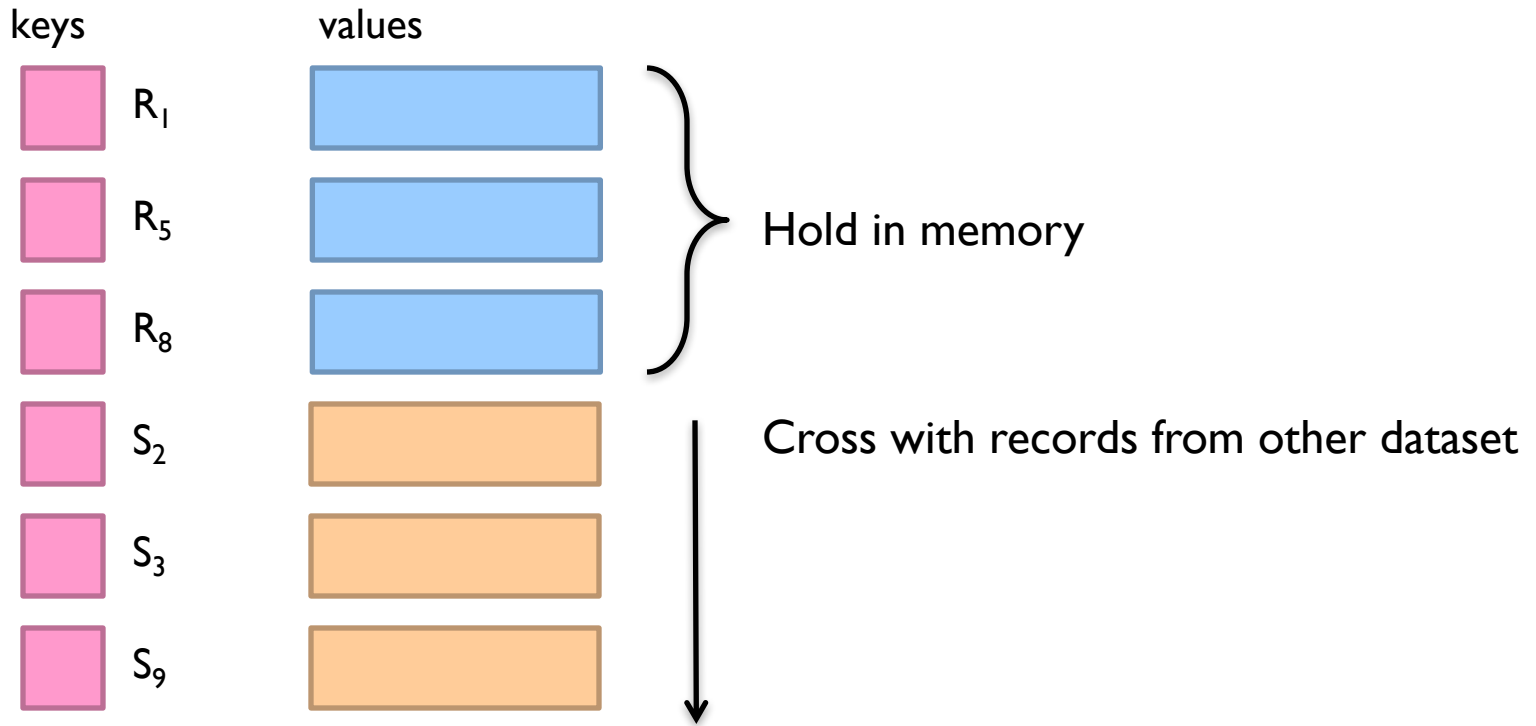 keys values
R₁
R₅
Hold in memory
R₈
S₂ Cross with records from other dataset
S₃
S₉